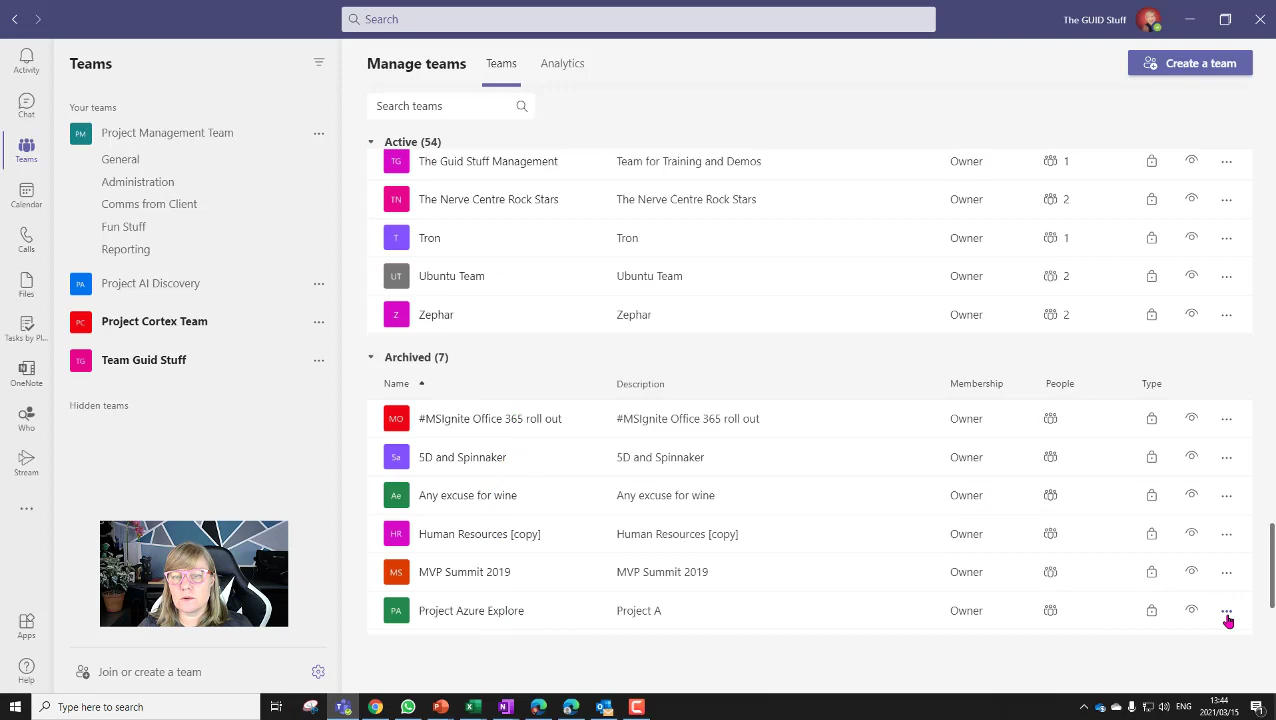 Search
The GUID Stuff
Activity
Chat
Teams
Calendar
Calls
Files
Tasks by Pl...
OneNote
Who
Stream
Apps
Help
Teams
Your teams
PM Project Management Team
General
Administration
Comms from Client
Fun Stuff
Reporting
PA Project AI Discovery
PC Project Cortex Team
TG Team Guid Stuff
Hidden teams
Join or create a team
Manage teams Teams Analytics
Create a team
Search teams
Active (54)
TG The Guid Stuff Management Team for Training and Demos Owner 1
TN The Nerve Centre Rock Stars The Nerve Centre Rock Stars Owner 2
T Tron Tron Owner 1
UT Ubuntu Team Ubuntu Team Owner 2
Z Zephar Zephar Owner 2
Archived (7)
Name Description Membership People Type
MO #MSIgnite Office 365 roll out #MSIgnite Office 365 roll out Owner
Sa 5D and Spinnaker 5D and Spinnaker Owner
Ae Any excuse for wine Any excuse for wine Owner
HR Human Resources [copy] Human Resources [copy] Owner
MS MVP Summit 2019 MVP Summit 2019 Owner
PA Project Azure Explore Project A Owner
Type here to search
ENG
13:44
2021/03/15